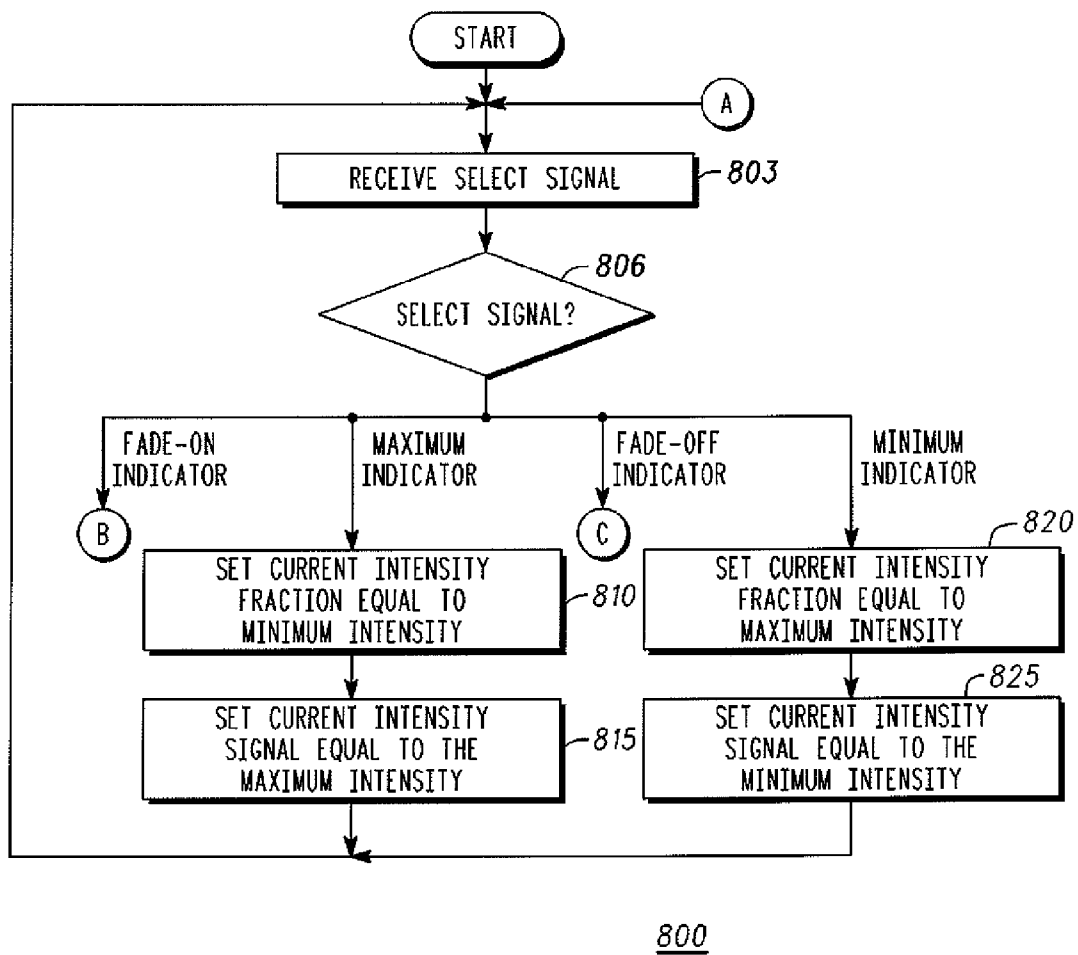 START
A
RECEIVE SELECT SIGNAL
803
806
SELECT SIGNAL?
FADE-ON
INDICATOR
MAXIMUM
INDICATOR
FADE-OFF
INDICATOR
MINIMUM
INDICATOR
B
C
SET CURRENT INTENSITY
FRACTION EQUAL TO
MINIMUM INTENSITY
810
820
SET CURRENT INTENSITY
FRACTION EQUAL TO
MAXIMUM INTENSITY
SET CURRENT INTENSITY
SIGNAL EQUAL TO THE
MAXIMUM INTENSITY
815
825
SET CURRENT INTENSITY
SIGNAL EQUAL TO THE
MINIMUM INTENSITY
800